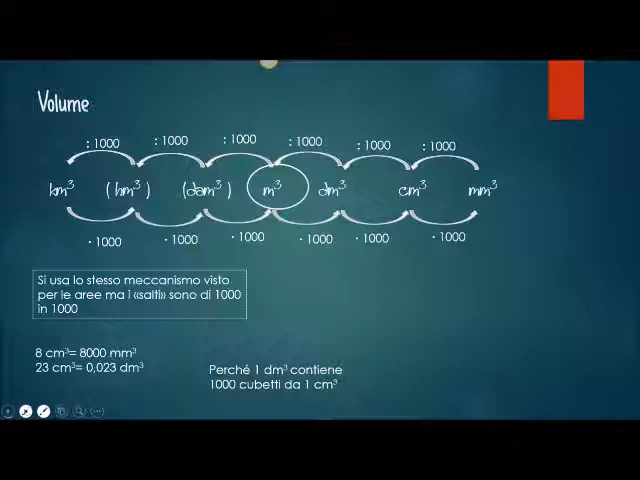 Volume
: 1000 : 1000 : 1000 : 1000 : 1000 : 1000
km³ (hm³) (dam³) m³ dm³ cm³ mm³
· 1000 · 1000 · 1000 · 1000 · 1000 · 1000
Si usa lo stesso meccanismo visto
per le aree ma i «salti» sono di 1000
in 1000
8 cm³= 8000 mm³
23 cm³= 0,023 dm³
Perché 1 dm³ contiene
1000 cubetti da 1 cm³